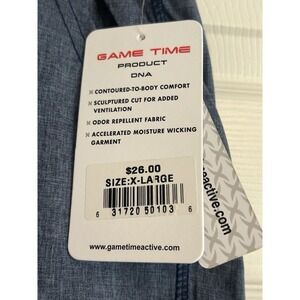 GAME TIME
PRODUCT
DNA
CONTOURED-TO-BODY COMFORT
SCULPTURED CUT FOR ADDED
VENTILATION
ODOR REPELLENT FABRIC
ACCELERATED MOISTURE WICKING
GARMENT
$26.00
SIZE:X-LARGE
6 31720 50103 6
www.gametimeactive.com
meactive.com